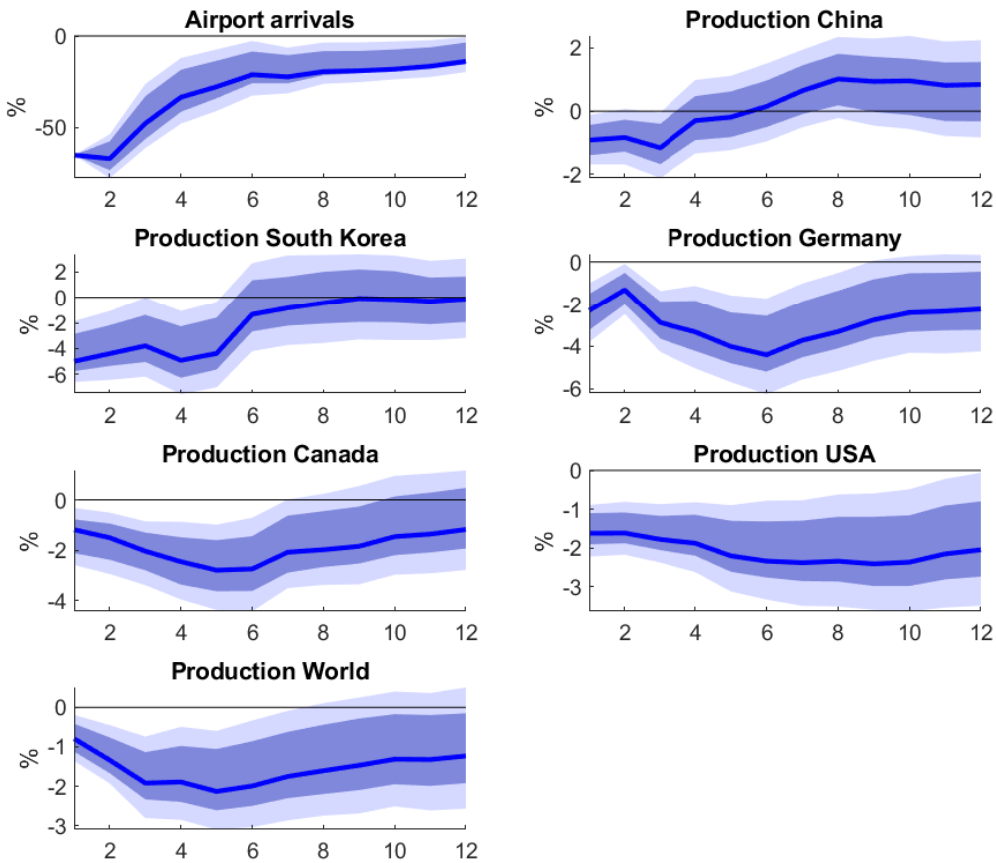 Airport arrivals
0
-50
%
2 4 6 8 10 12
Production China
2
0
-2
%
2 4 6 8 10 12
Production South Korea
2
0
-2
-4
-6
%
2 4 6 8 10 12
Production Germany
0
-2
-4
-6
%
2 4 6 8 10 12
Production Canada
0
-2
-4
%
2 4 6 8 10 12
Production USA
0
-1
-2
-3
%
2 4 6 8 10 12
Production World
0
-1
-2
-3
%
2 4 6 8 10 12